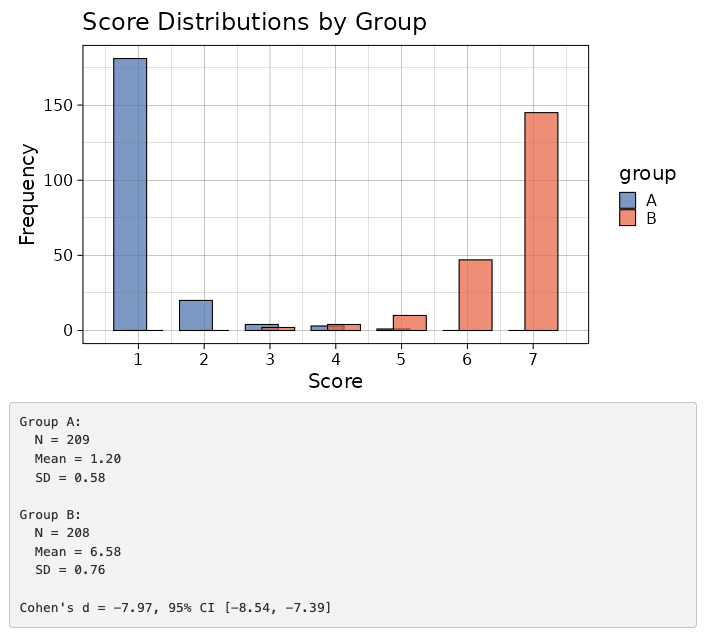 Score Distributions by Group
150
100
50
0
Frequency
1 2 3 4 5 6 7
Score
group
A
B
Group A:
N = 209
Mean = 1.20
SD = 0.58
Group B:
N = 208
Mean = 6.58
SD = 0.76
Cohen's d = −7.97, 95% CI [−8.54, −7.39]